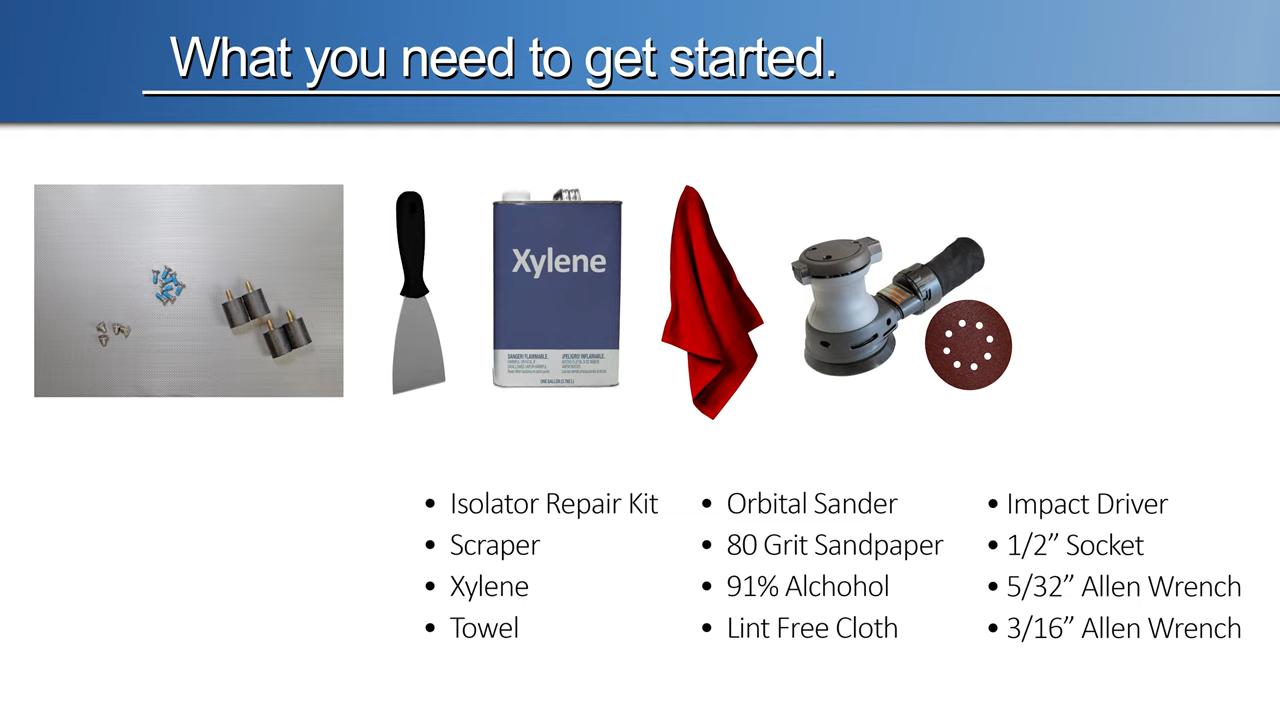 What you need to get started.
Xylene
DANGER! FLAMMABLE.
¡PELIGRO! INFLAMABLE.
ONE GALLON (3.785 L)
• Isolator Repair Kit
• Scraper
• Xylene
• Towel
• Orbital Sander
• 80 Grit Sandpaper
• 91% Alchohol
• Lint Free Cloth
• Impact Driver
• 1/2” Socket
• 5/32” Allen Wrench
• 3/16” Allen Wrench